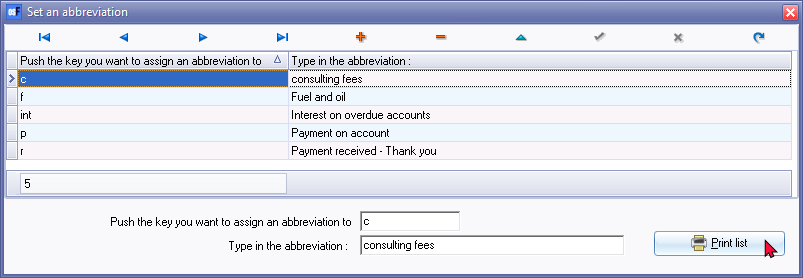 Set an abbreviation
Push the key you want to assign an abbreviation to Type in the abbreviation :
c consulting fees
f Fuel and oil
int Interest on overdue accounts
p Payment on account
r Payment received - Thank you
5
Push the key you want to assign an abbreviation to c
Type in the abbreviation : consulting fees
Print list